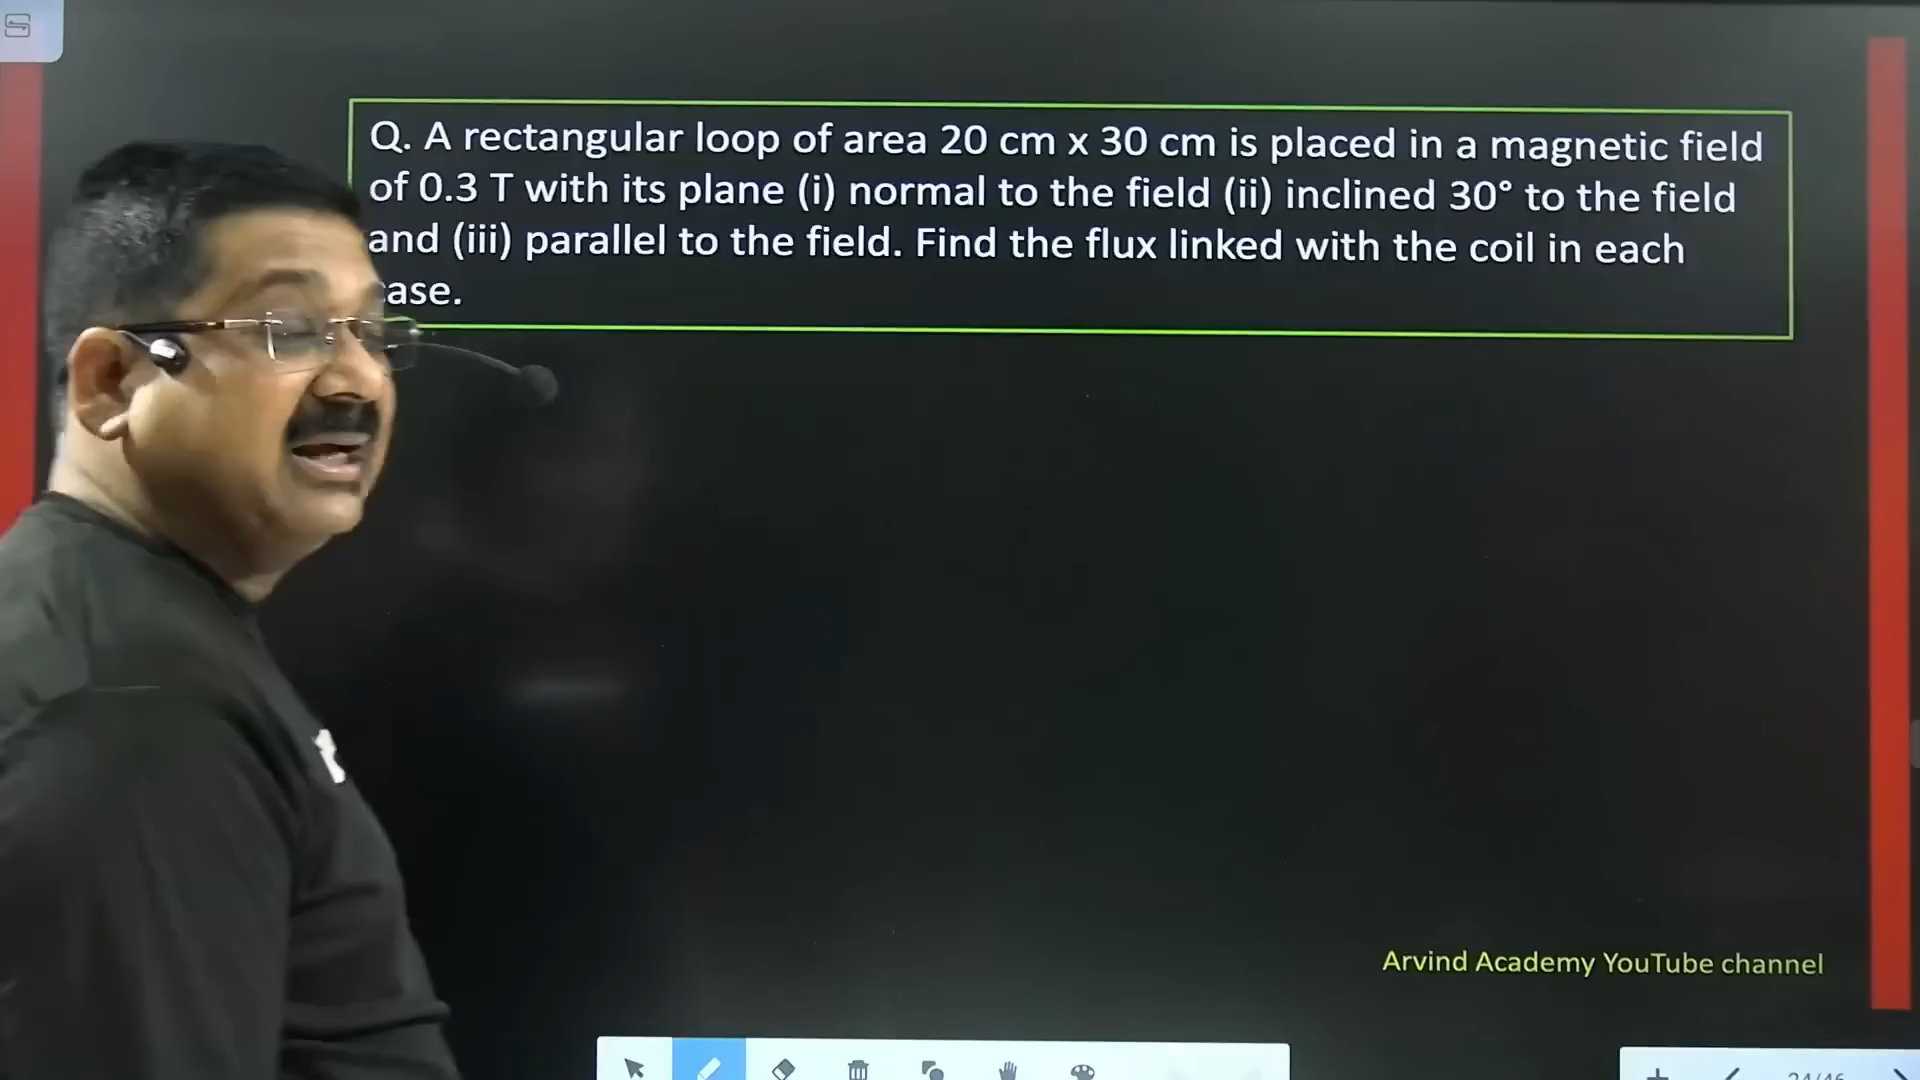 Q. A rectangular loop of area 20 cm x 30 cm is placed in a magnetic field
of 0.3 T with its plane (i) normal to the field (ii) inclined 30° to the field
and (iii) parallel to the field. Find the flux linked with the coil in each
ase.
Arvind Academy YouTube channel